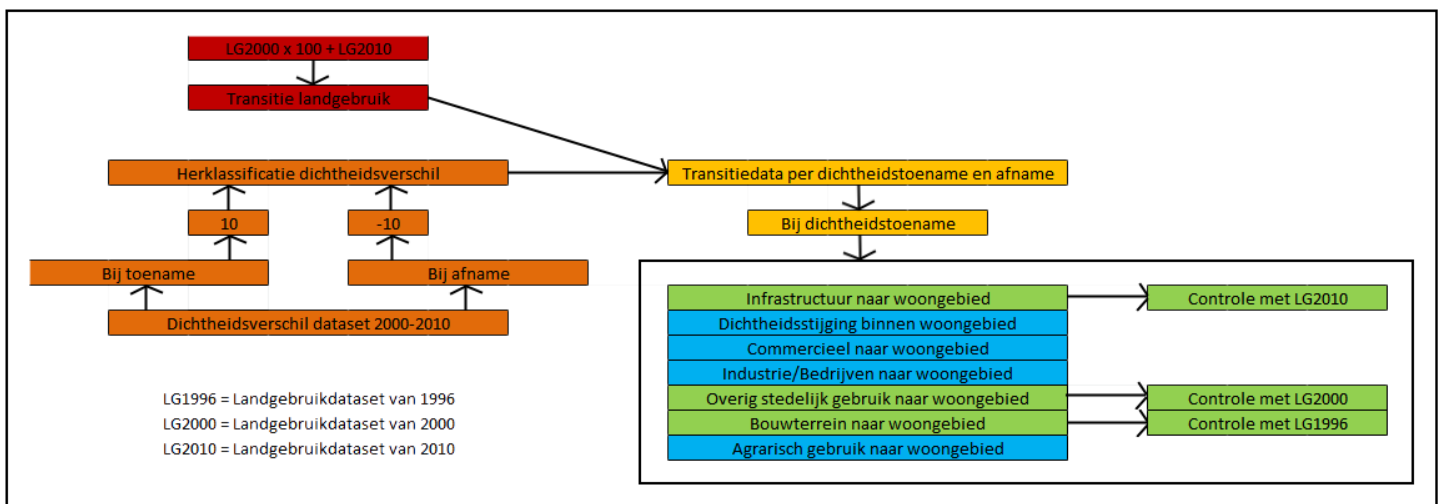 LG2000 x 100 + LG2010
Transitie landgebruik
Herklassificatie dichtheidsverschil
Transitiedata per dichtheidstoename en afname
10
-10
Bij dichtheidstoename
Bij toename
Bij afname
Dichtheidsverschil dataset 2000-2010
Infrastructuur naar woongebied
Controle met LG2010
Dichtheidsstijging binnen woongebied
Commercieel naar woongebied
Industrie/Bedrijven naar woongebied
Overig stedelijk gebruik naar woongebied
Controle met LG2000
Bouwterrein naar woongebied
Controle met LG1996
Agrarisch gebruik naar woongebied
LG1996 = Landgebruikdataset van 1996
LG2000 = Landgebruikdataset van 2000
LG2010 = Landgebruikdataset van 2010